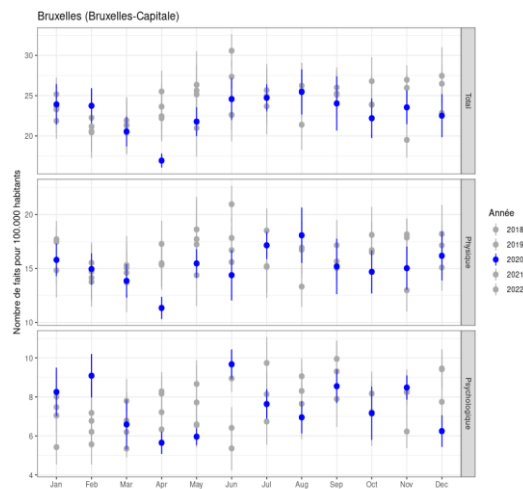 Bruxelles (Bruxelles-Capitale)
Nombre de faits pour 100.000 habitants
30
25
20
Total
20
15
10
Physique
10
8
6
4
Psychologique
Jan Feb Mar Apr May Jun Jul Aug Sep Oct Nov Dec
Année
2018
2019
2020
2021
2022